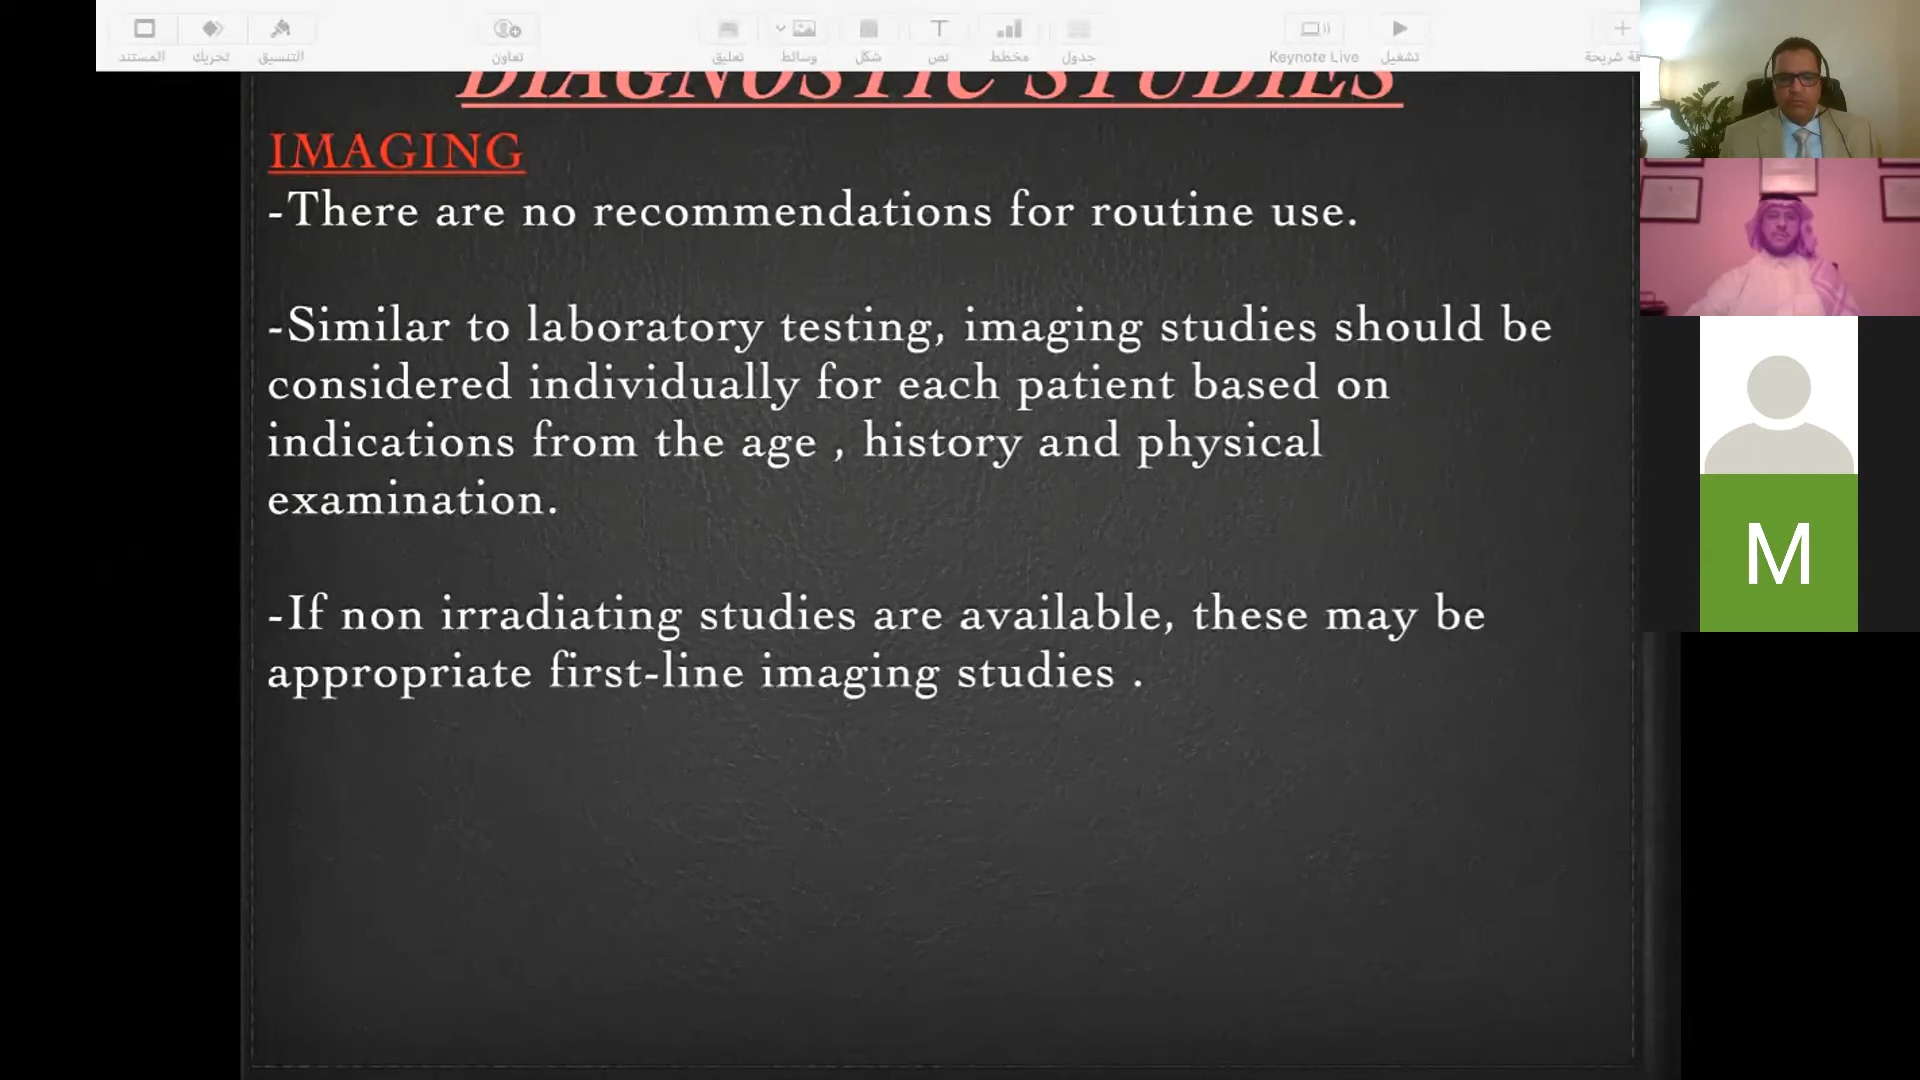 المستند
تحريك
التنسيق
تعاون
تعليق
وسائط
شكل
نص
مخطط
جدول
Keynote Live
تشغيل
شريحة
DIAGNOSTIC STUDIES
IMAGING
-There are no recommendations for routine use.
-Similar to laboratory testing, imaging studies should be
considered individually for each patient based on
indications from the age , history and physical
examination.
-If non irradiating studies are available, these may be
appropriate first-line imaging studies .
M